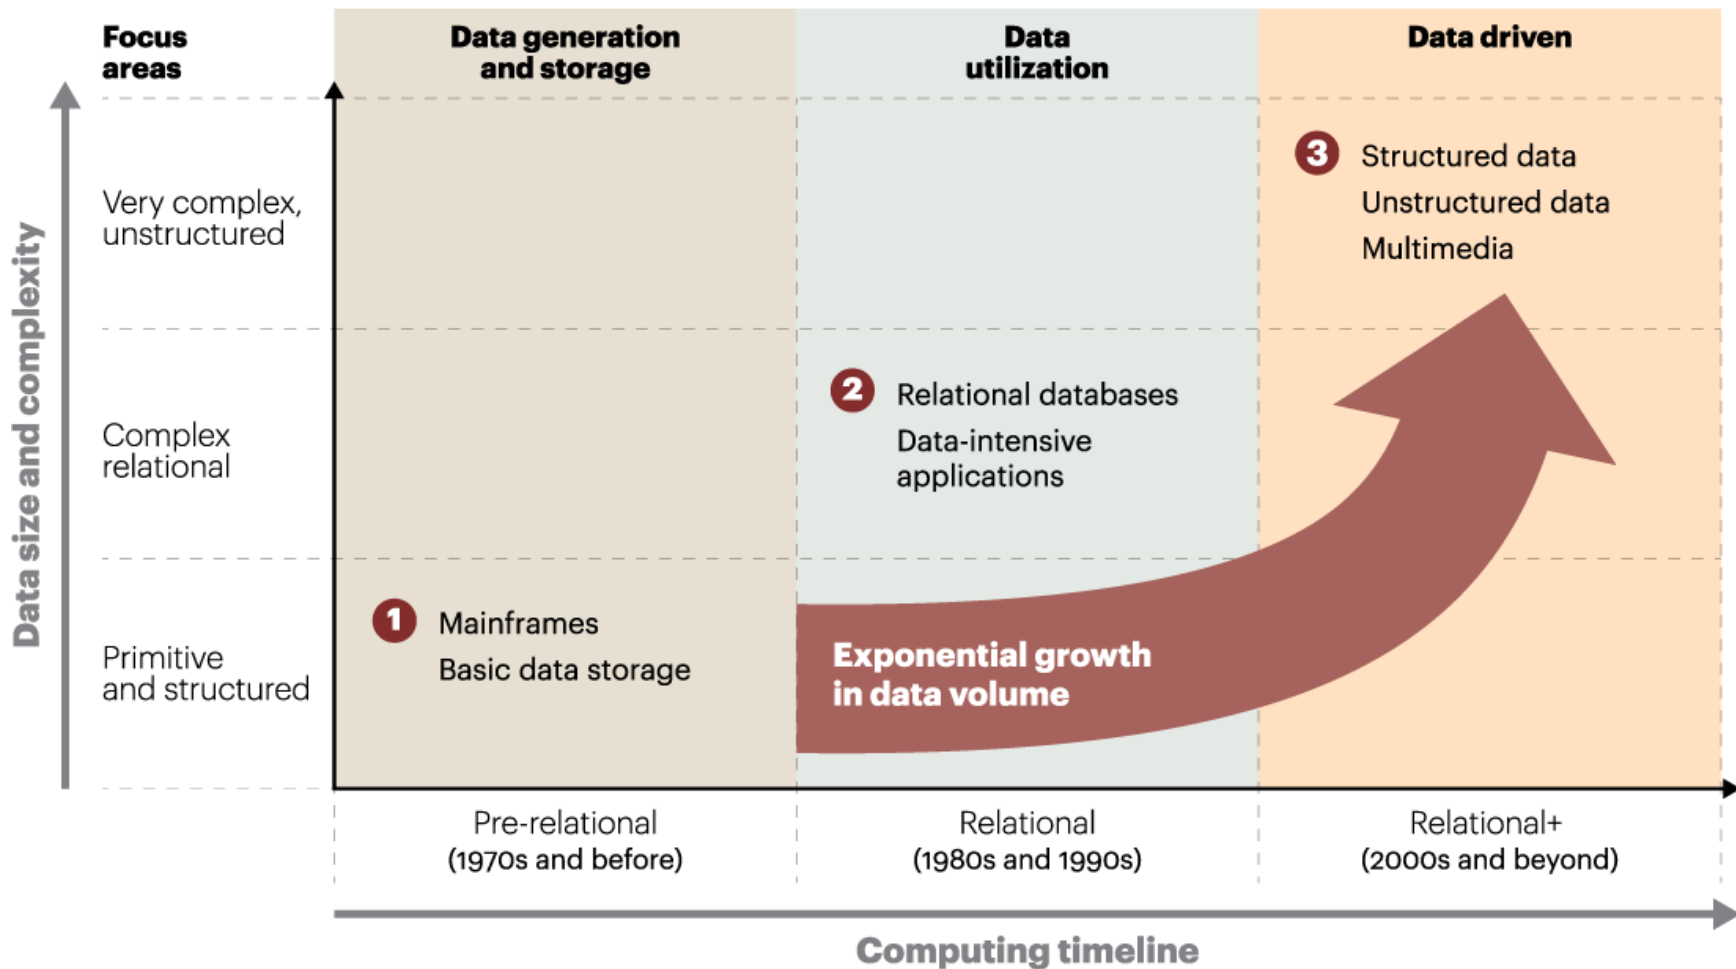 Focus
areas
Data generation
and storage
Data
utilization
Data driven
Data size and complexity
Very complex,
unstructured
3
Structured data
Unstructured data
Multimedia
Complex
relational
2
Relational databases
Data-intensive
applications
Primitive
and structured
1
Mainframes
Basic data storage
Exponential growth
in data volume
Pre-relational
(1970s and before)
Relational
(1980s and 1990s)
Relational+
(2000s and beyond)
Computing timeline